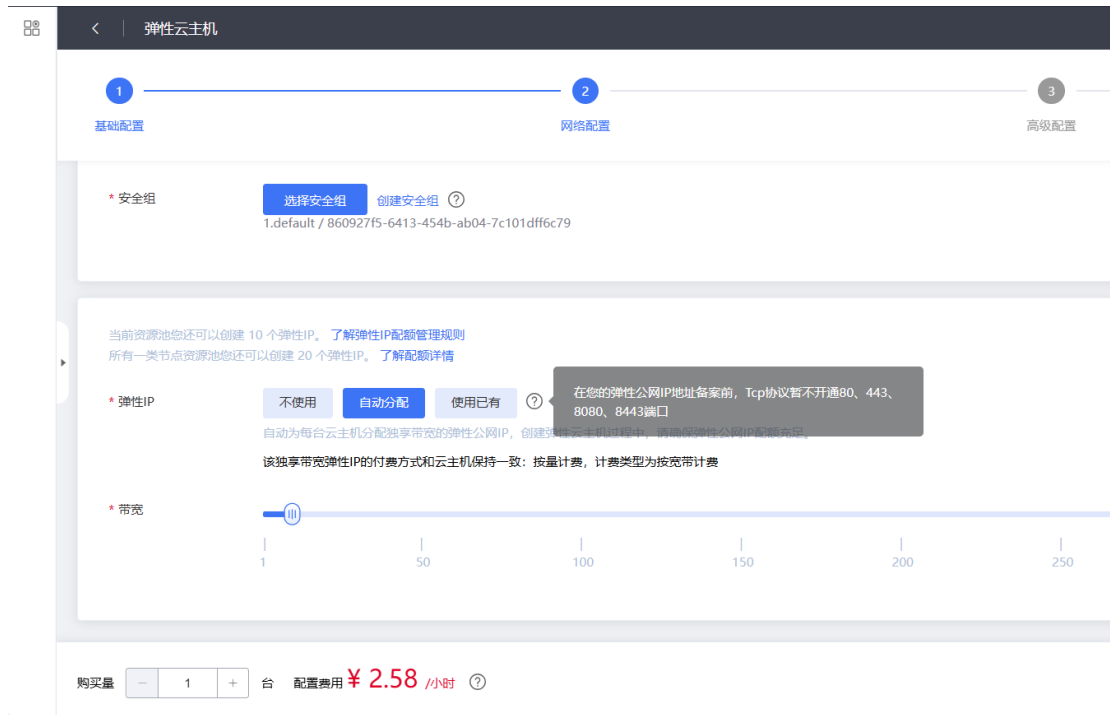 弹性云主机
1
2
3
基础配置
网络配置
高级配置
* 安全组
选择安全组 创建安全组 ?
1.default / 860927f5-6413-454b-ab04-7c101dff6c79
当前资源池您还可以创建 10 个弹性IP。 了解弹性IP配额管理规则
所有一类节点资源池您还可以创建 20 个弹性IP。 了解配额详情
* 弹性IP
不使用 自动分配 使用已有 ?
在您的弹性公网IP地址备案前，Tcp协议暂不开通80、443、
8080、8443端口
自动为每台云主机分配独享带宽的弹性公网IP，创建弹性云主机过程中，请确保弹性公网IP配额充足。
该独享带宽弹性IP的付费方式和云主机保持一致：按量计费，计费类型为按宽带计费
* 带宽
1 50 100 150 200 250
购买量 － 1 + 台 配置费用 ¥ 2.58 /小时 ?